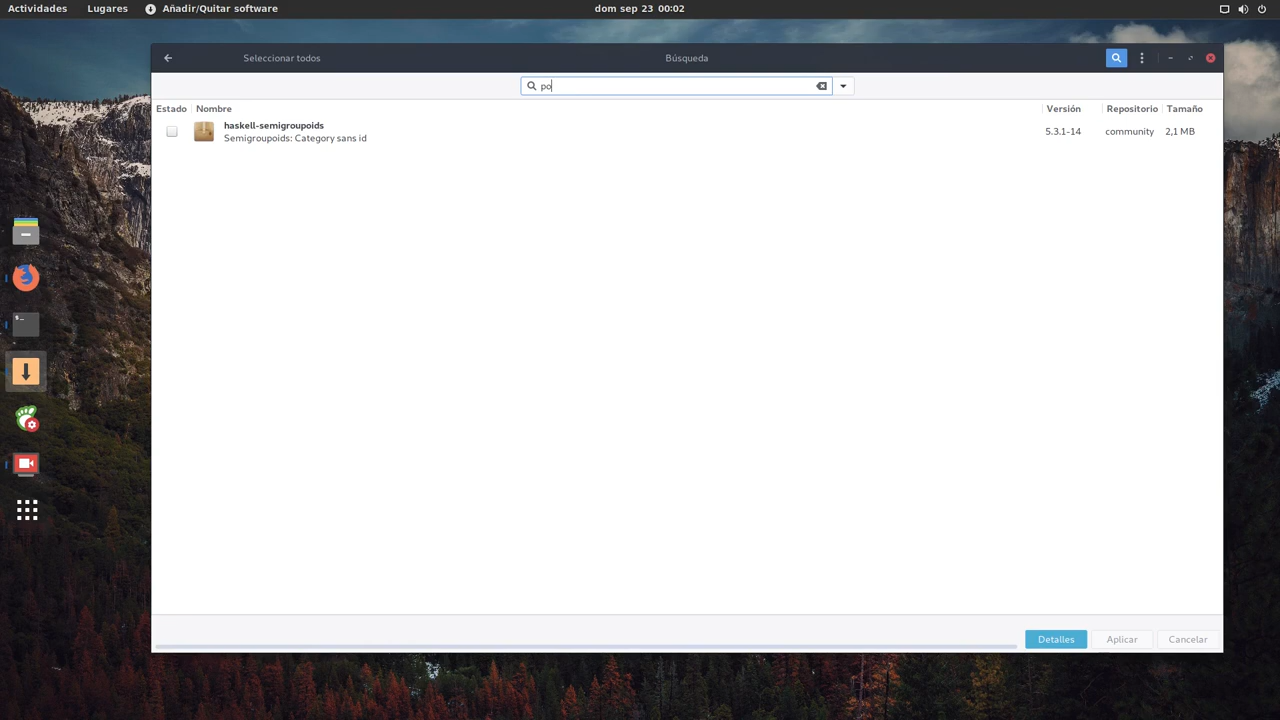 Actividades Lugares Añadir/Quitar software dom sep 23 00:02
Seleccionar todos Búsqueda
po
Estado Nombre Versión Repositorio Tamaño
haskell-semigroupoids
Semigroupoids: Category sans id 5.3.1-14 community 2,1 MB
Detalles Aplicar Cancelar